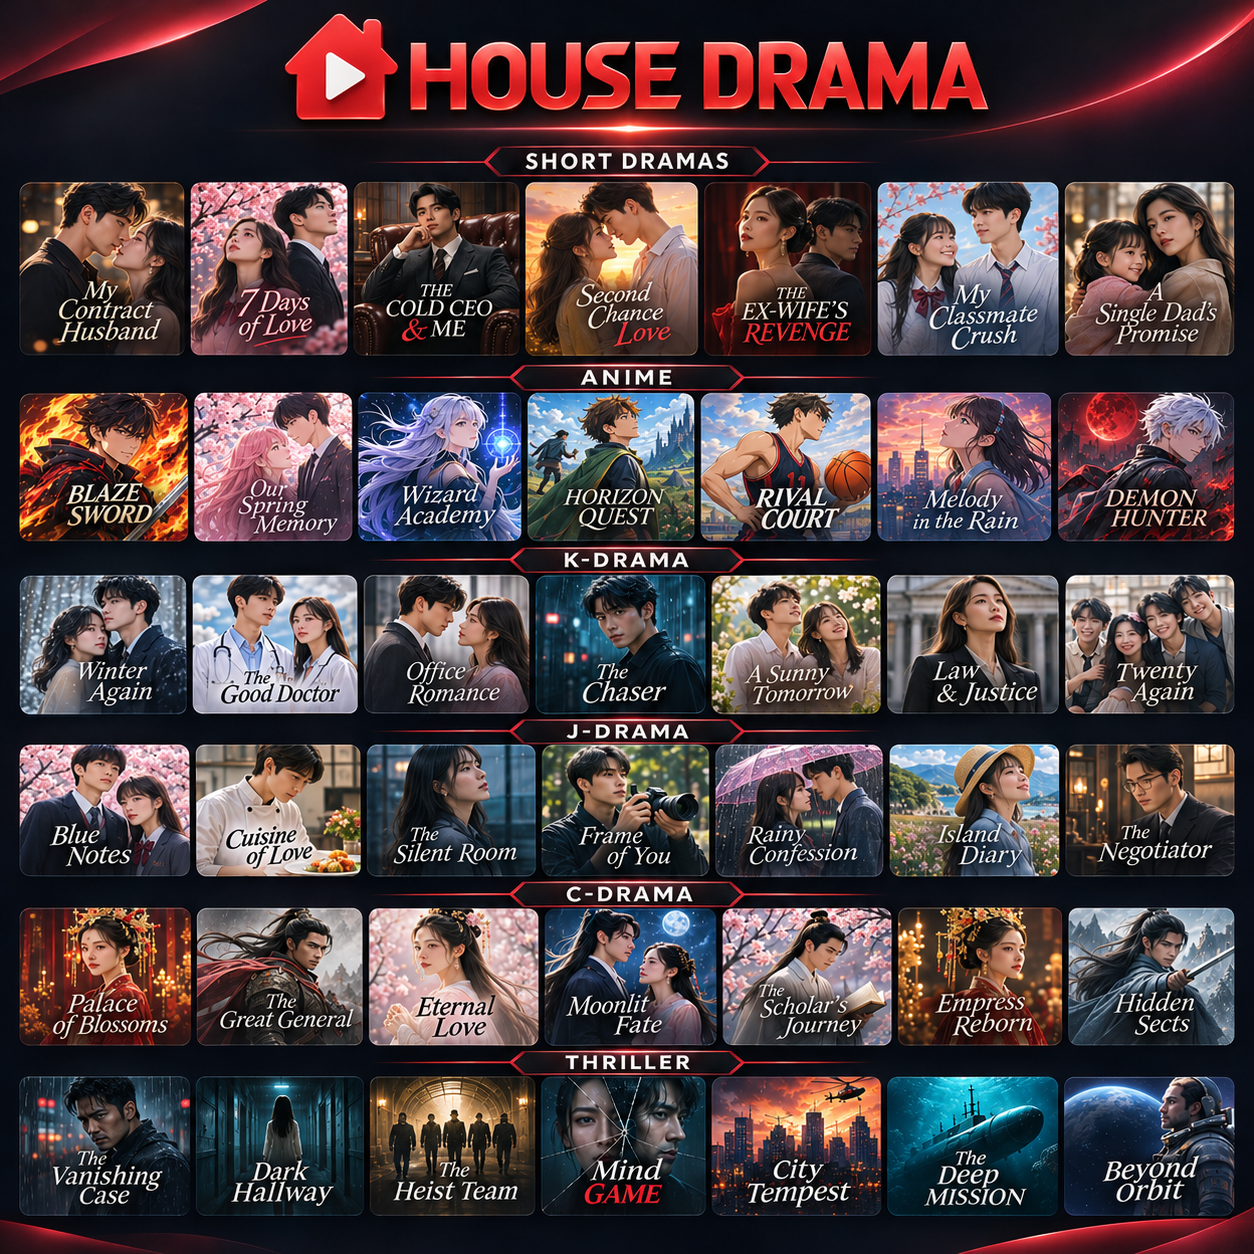 HOUSE DRAMA
SHORT DRAMAS
My
Contract
Husband
7 Days
of Love
THE
COLD CEO
& ME
Second
Chance
Love
THE
EX-WIFE'S
REVENGE
My
Classmate
Crush
A
Single Dad's
Promise
ANIME
BLAZE
SWORD
Our
Spring
Memory
Wizard
Academy
HORIZON
QUEST
RIVAL
COURT
Melody
in the Rain
DEMON
HUNTER
K-DRAMA
Winter
Again
The
Good Doctor
Office
Romance
The
Chaser
A Sunny
Tomorrow
Law
& Justice
Twenty
Again
J-DRAMA
Blue
Notes
Cuisine
of Love
The
Silent Room
Frame
of You
Rainy
Confession
Island
Diary
The
Negotiator
C-DRAMA
Palace
of Blossoms
The
Great General
Eternal
Love
Moonlit
Fate
The
Scholar's
Journey
Empress
Reborn
Hidden
Sects
THRILLER
The
Vanishing
Case
Dark
Hallway
The
Heist Team
Mind
GAME
City
Tempest
The
Deep
MISSION
Beyond
Orbit